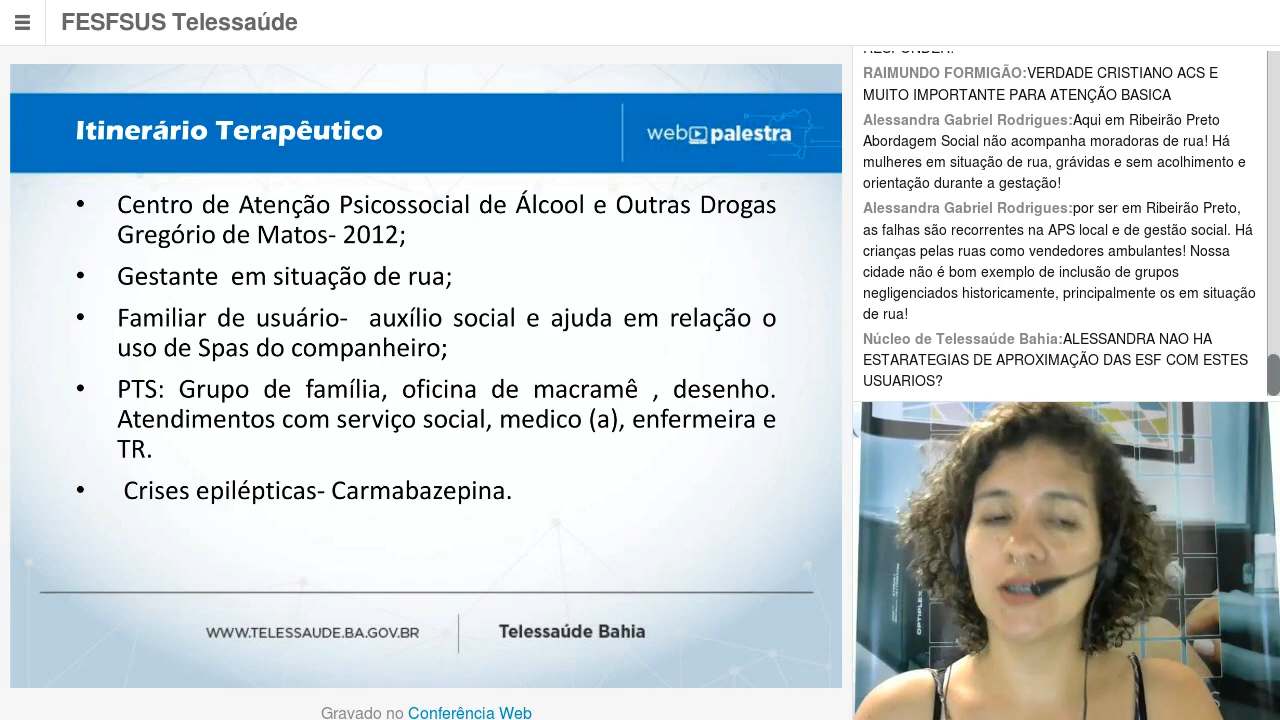 FESFSUS Telessaúde
Itinerário Terapêutico
web palestra
• Centro de Atenção Psicossocial de Álcool e Outras Drogas
Gregório de Matos- 2012;
• Gestante em situação de rua;
• Familiar de usuário- auxílio social e ajuda em relação o
uso de Spas do companheiro;
• PTS: Grupo de família, oficina de macramê , desenho.
Atendimentos com serviço social, medico (a), enfermeira e
TR.
• Crises epilépticas- Carmabazepina.
WWW.TELESSAUDE.BA.GOV.BR
Telessaúde Bahia
Gravado no Conferência Web
RAIMUNDO FORMIGÃO:VERDADE CRISTIANO ACS E
MUITO IMPORTANTE PARA ATENÇÃO BASICA
Alessandra Gabriel Rodrigues:Aqui em Ribeirão Preto
Abordagem Social não acompanha moradoras de rua! Há
mulheres em situação de rua, grávidas e sem acolhimento e
orientação durante a gestação!
Alessandra Gabriel Rodrigues:por ser em Ribeirão Preto,
as falhas são recorrentes na APS local e de gestão social. Há
crianças pelas ruas como vendedores ambulantes! Nossa
cidade não é bom exemplo de inclusão de grupos
negligenciados historicamente, principalmente os em situação
de rua!
Núcleo de Telessaúde Bahia:ALESSANDRA NAO HA
ESTARATEGIAS DE APROXIMAÇÃO DAS ESF COM ESTES
USUARIOS?
OPTIPLEX